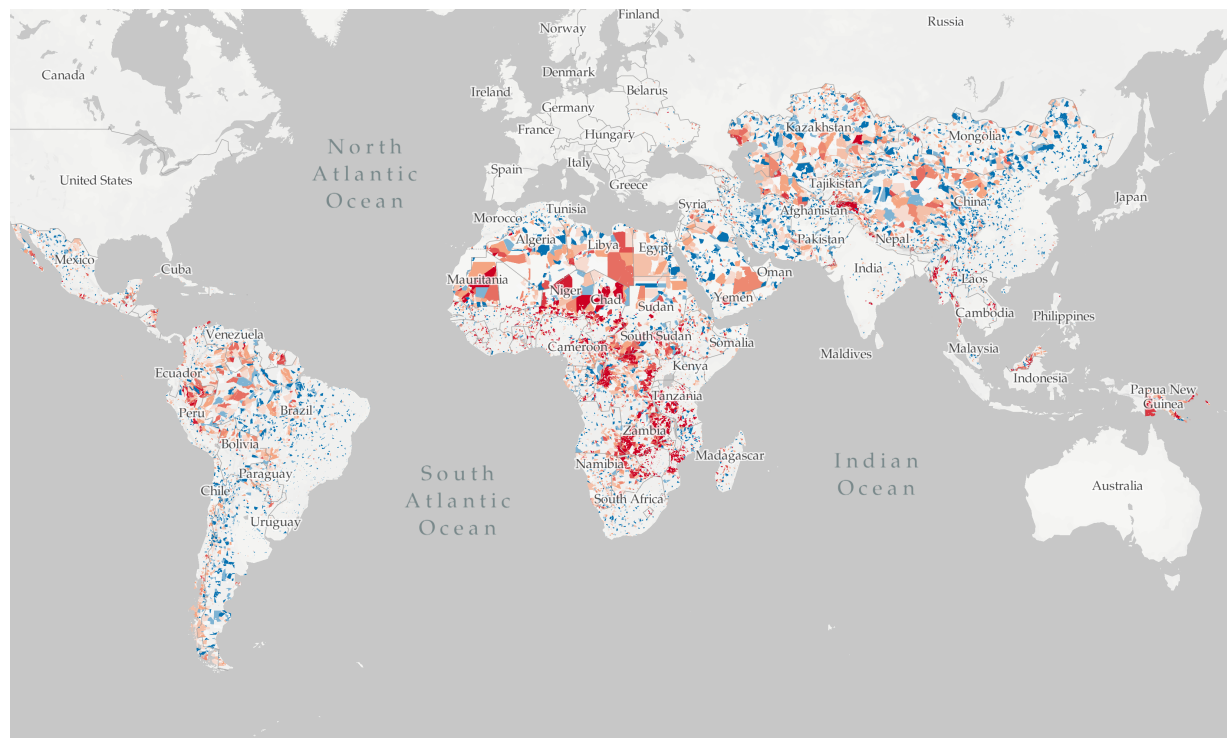 Finland
Russia
Norway
Canada
Denmark
Ireland
Belarus
Germany
Kazakhstan
France
Hungary
Mongolia
North
Atlantic
Ocean
Italy
Spain
United States
Tajikistan
Greece
Japan
China
Syria
Tunisia
Afghanistan
Morocco
Algeria
Libya
Egypt
Pakistan
Nepal
Mexico
Cuba
India
Oman
Mauritania
Laos
Niger
Chad
Yemen
Sudan
Cambodia
Philippines
Venezuela
South Sudan
Somalia
Cameroon
Malaysia
Maldives
Kenya
Ecuador
Indonesia
Papua New
Guinea
Tanzania
Peru
Brazil
Zambia
Bolivia
Madagascar
Indian
Ocean
Namibia
South
Atlantic
Ocean
Paraguay
Australia
Chile
South Africa
Uruguay